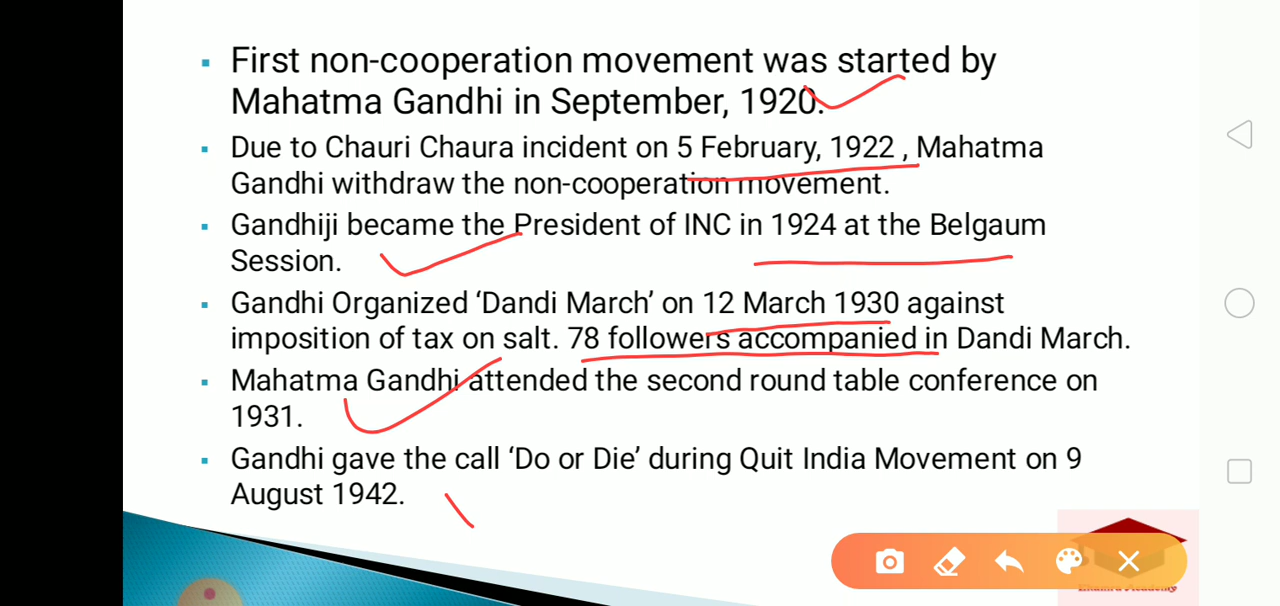 First non-cooperation movement was started by
Mahatma Gandhi in September, 1920.
Due to Chauri Chaura incident on 5 February, 1922 , Mahatma
Gandhi withdraw the non-cooperation movement.
Gandhiji became the President of INC in 1924 at the Belgaum
Session.
Gandhi Organized ‘Dandi March’ on 12 March 1930 against
imposition of tax on salt. 78 followers accompanied in Dandi March.
Mahatma Gandhi attended the second round table conference on
1931.
Gandhi gave the call ‘Do or Die’ during Quit India Movement on 9
August 1942.
Academy